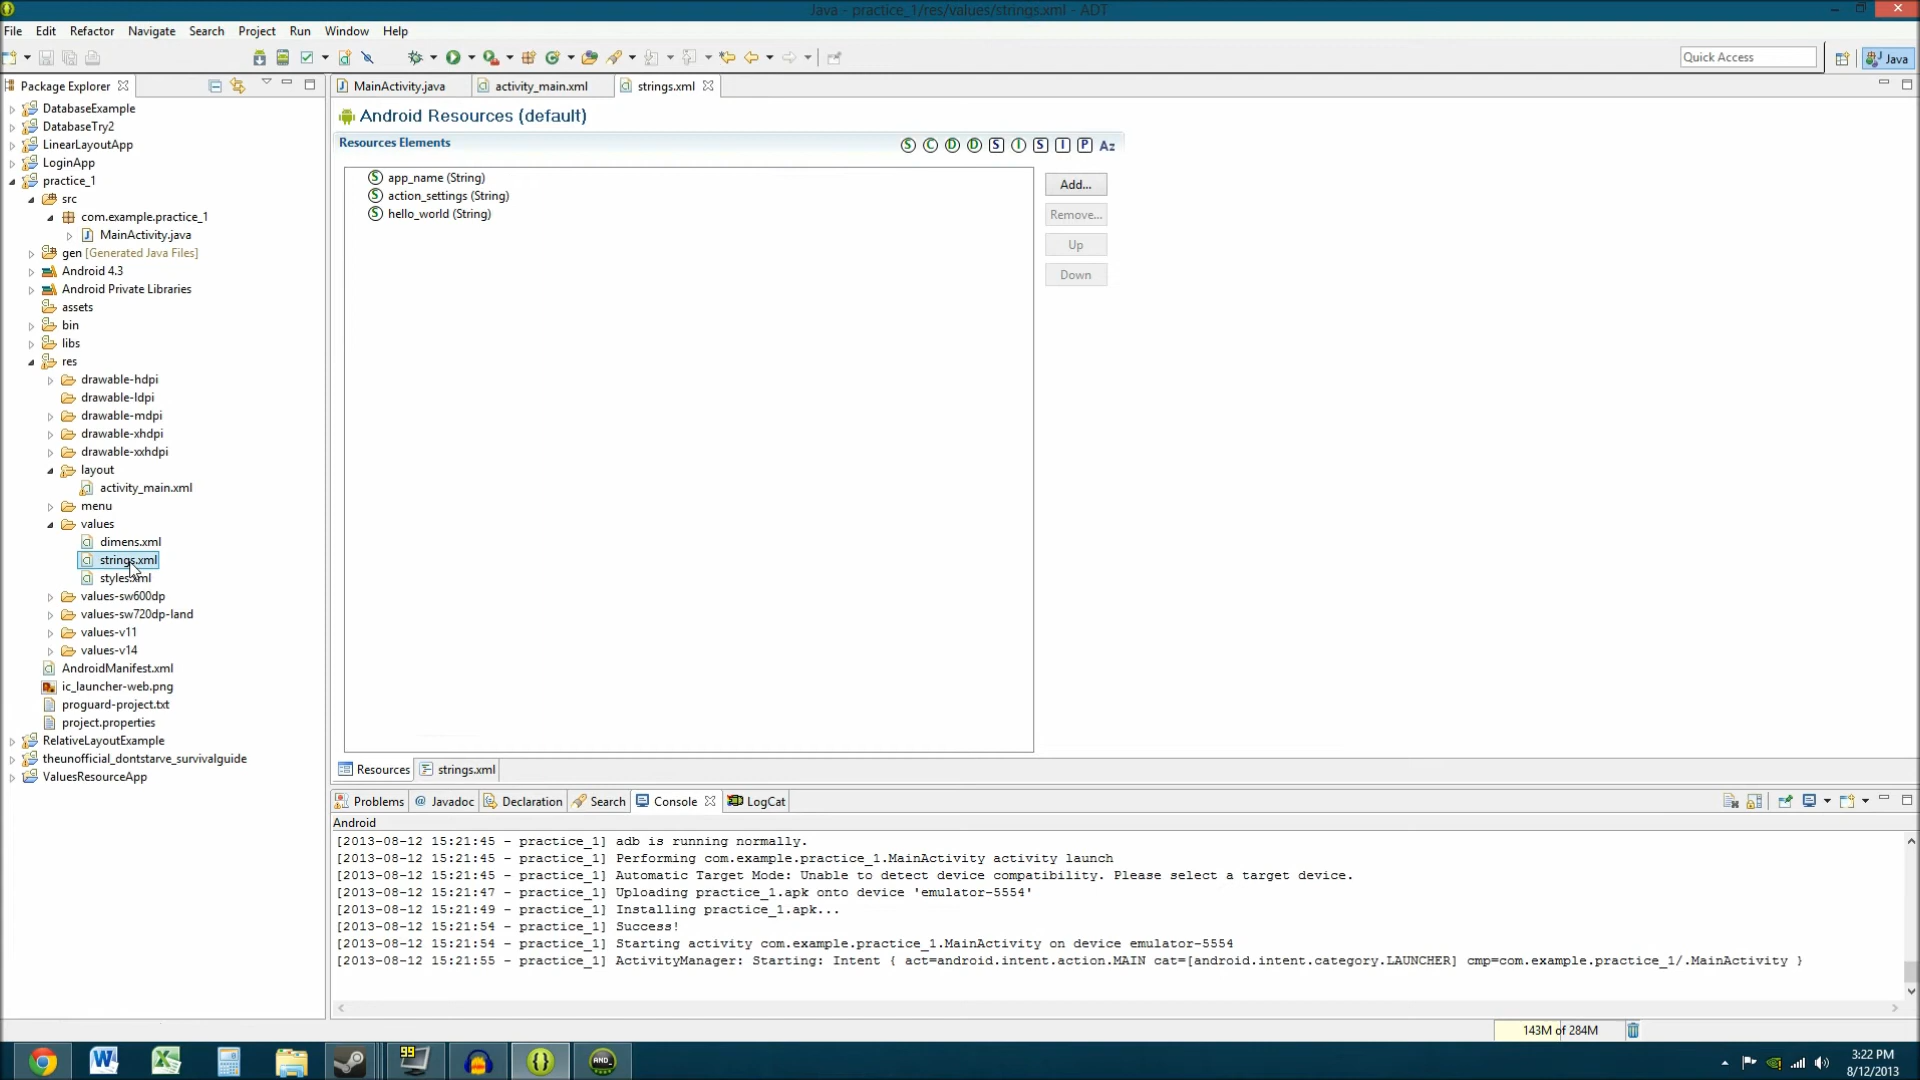 Java - practice_1/res/values/strings.xml - ADT
File Edit Refactor Navigate Search Project Run Window Help
Quick Access
Java
Package Explorer
MainActivity.java
activity_main.xml
strings.xml
DatabaseExample
DatabaseTry2
LinearLayoutApp
LoginApp
practice_1
src
com.example.practice_1
MainActivity.java
gen [Generated Java Files]
Android 4.3
Android Private Libraries
assets
bin
libs
res
drawable-hdpi
drawable-ldpi
drawable-mdpi
drawable-xhdpi
drawable-xxhdpi
layout
activity_main.xml
menu
values
dimens.xml
strings.xml
styles.xml
values-sw600dp
values-sw720dp-land
values-v11
values-v14
AndroidManifest.xml
ic_launcher-web.png
proguard-project.txt
project.properties
RelativeLayoutExample
theunofficial_dontstarve_survivalguide
ValuesResourceApp
Android Resources (default)
Resources Elements
S C D D S I S I P Az
S app_name (String)
S action_settings (String)
S hello_world (String)
Add...
Remove...
Up
Down
Resources
strings.xml
Problems @ Javadoc Declaration Search Console LogCat
Android
[2013-08-12 15:21:45 - practice_1] adb is running normally.
[2013-08-12 15:21:45 - practice_1] Performing com.example.practice_1.MainActivity activity launch
[2013-08-12 15:21:45 - practice_1] Automatic Target Mode: Unable to detect device compatibility. Please select a target device.
[2013-08-12 15:21:47 - practice_1] Uploading practice_1.apk onto device 'emulator-5554'
[2013-08-12 15:21:49 - practice_1] Installing practice_1.apk...
[2013-08-12 15:21:54 - practice_1] Success!
[2013-08-12 15:21:54 - practice_1] Starting activity com.example.practice_1.MainActivity on device emulator-5554
[2013-08-12 15:21:55 - practice_1] ActivityManager: Starting: Intent { act=android.intent.action.MAIN cat=[android.intent.category.LAUNCHER] cmp=com.example.practice_1/.MainActivity }
143M of 284M
99
AND_
3:22 PM
8/12/2013